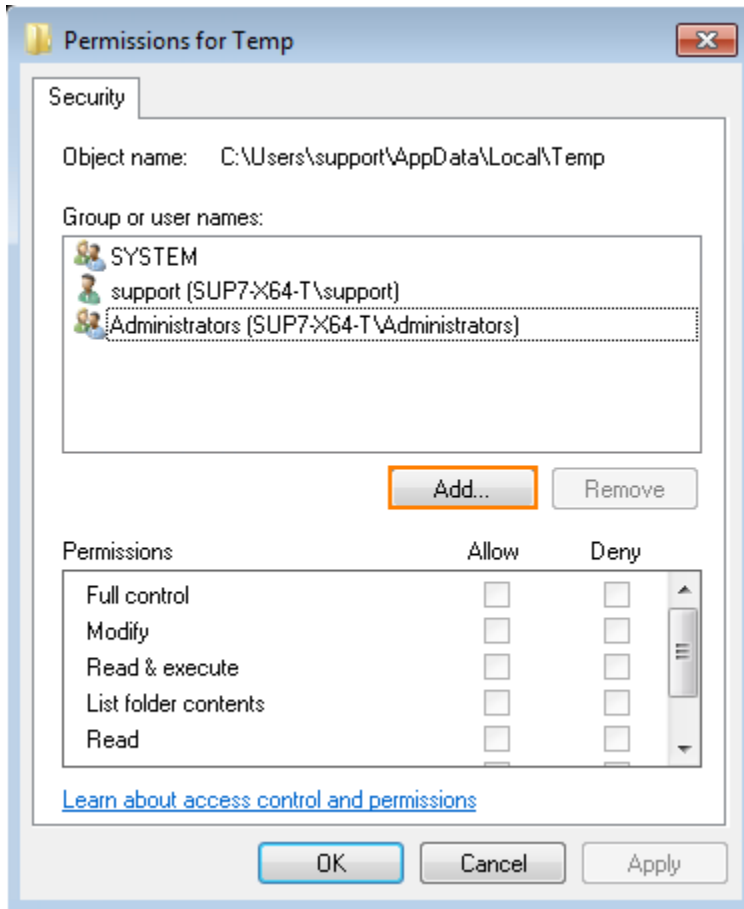 Permissions for Temp
Security
Object name: C:\Users\support\AppData\Local\Temp
Group or user names:
SYSTEM
support (SUP7-X64-T\support)
Administrators (SUP7-X64-T\Administrators)
Add... Remove
Permissions Allow Deny
Full control
Modify
Read & execute
List folder contents
Read
Learn about access control and permissions
OK Cancel Apply